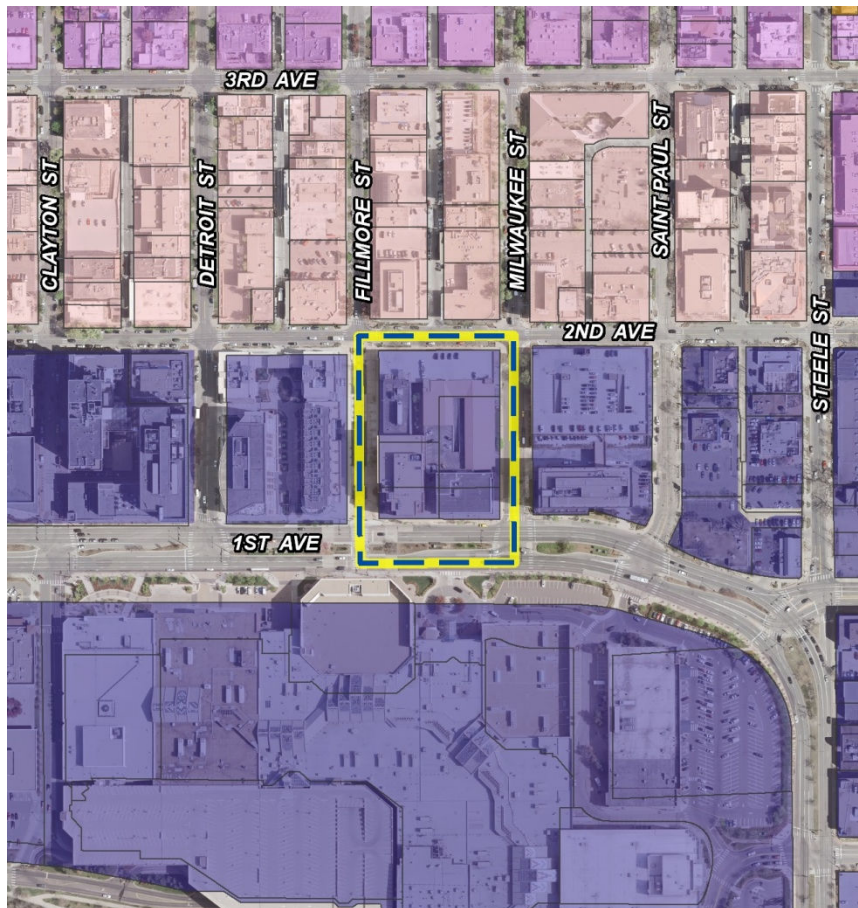 3RD AVE
CLAYTON ST
DETROIT ST
FILLMORE ST
MILWAUKEE ST
SAINT PAUL ST
STEELE ST
2ND AVE
1ST AVE